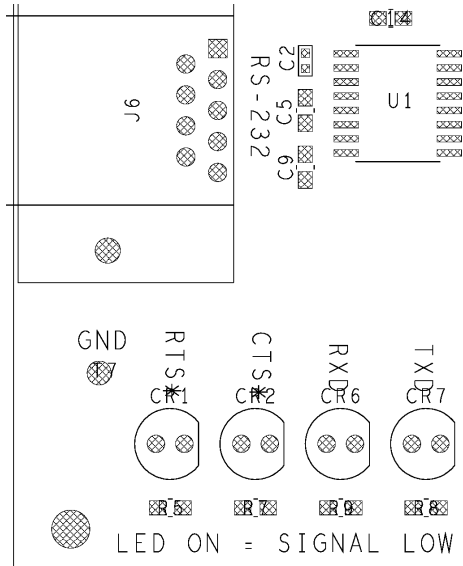 C14
J6
RS-232
C2
C5
C9
U1
GND
T7
RTS*
CTS*
RXD
TXD
CR1
CR2
CR6
CR7
R5
R7
R9
R8
LED ON = SIGNAL LOW